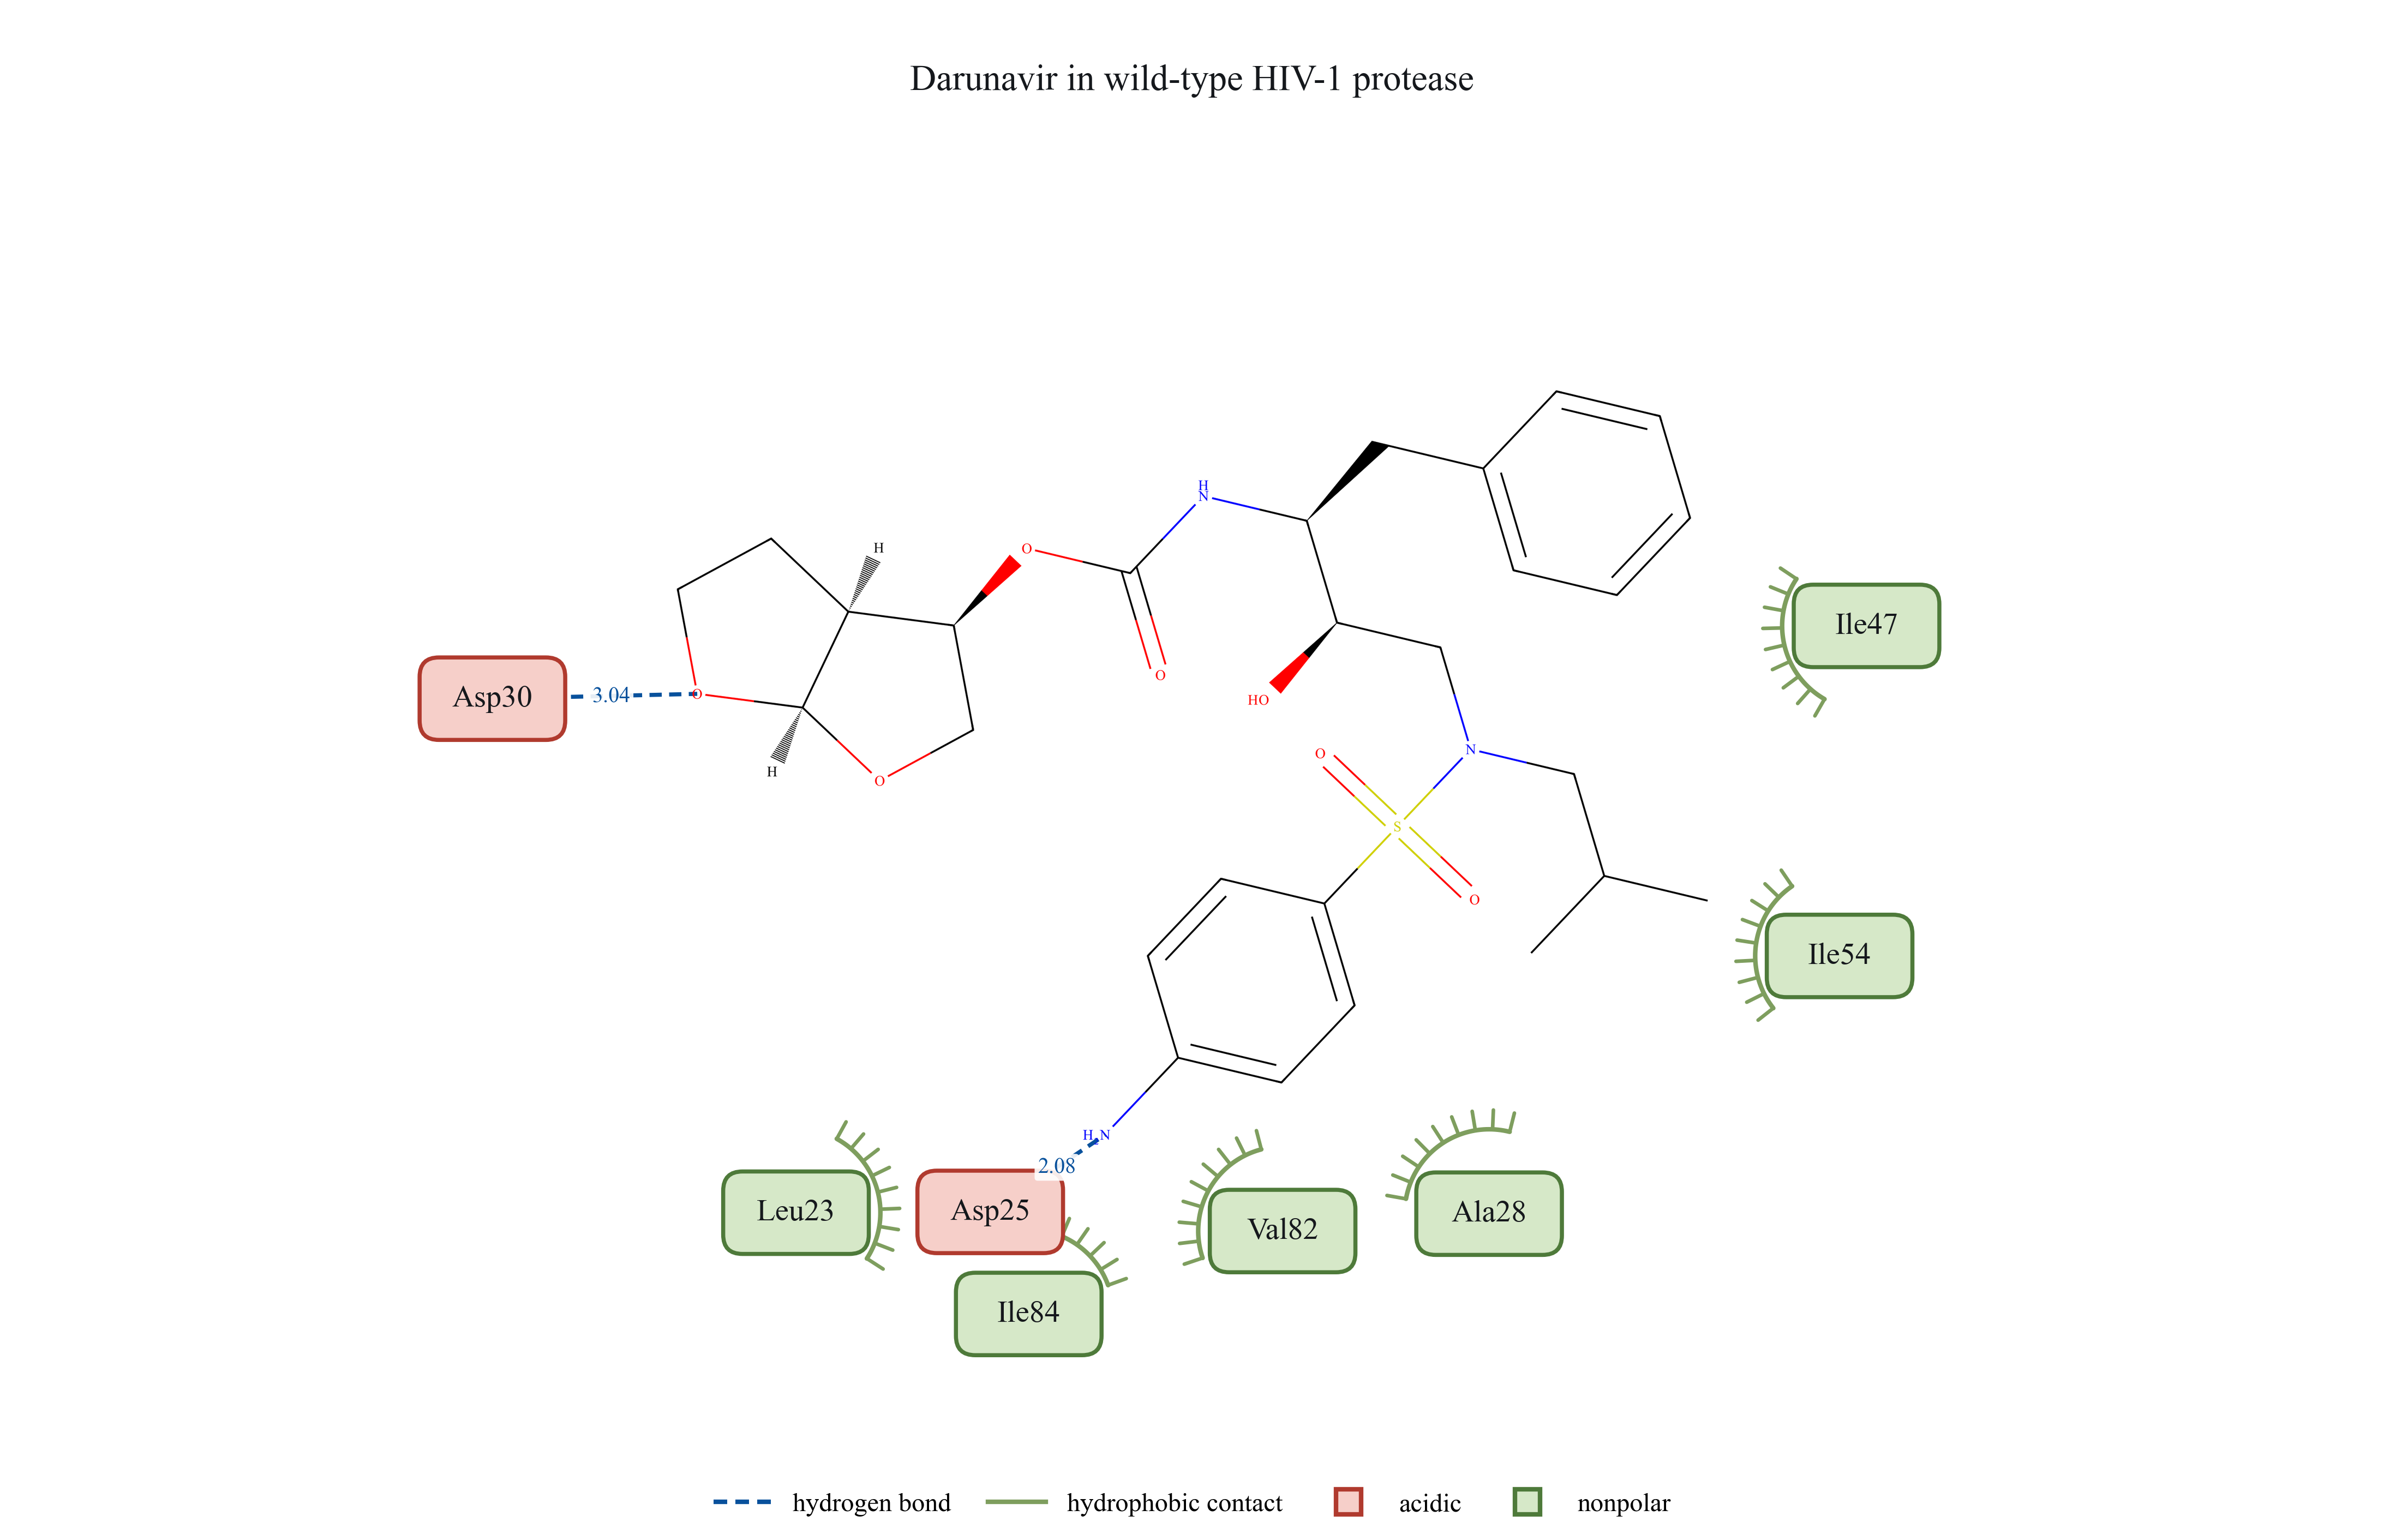 Darunavir in wild-type HIV-1 protease
H
N
H
O
O
HO
Ile47
Asp30
3.04
O
H
O
N
O
S
O
Ile54
H2N
2.08
Leu23
Asp25
Val82
Ala28
Ile84
hydrogen bond
hydrophobic contact
acidic
nonpolar